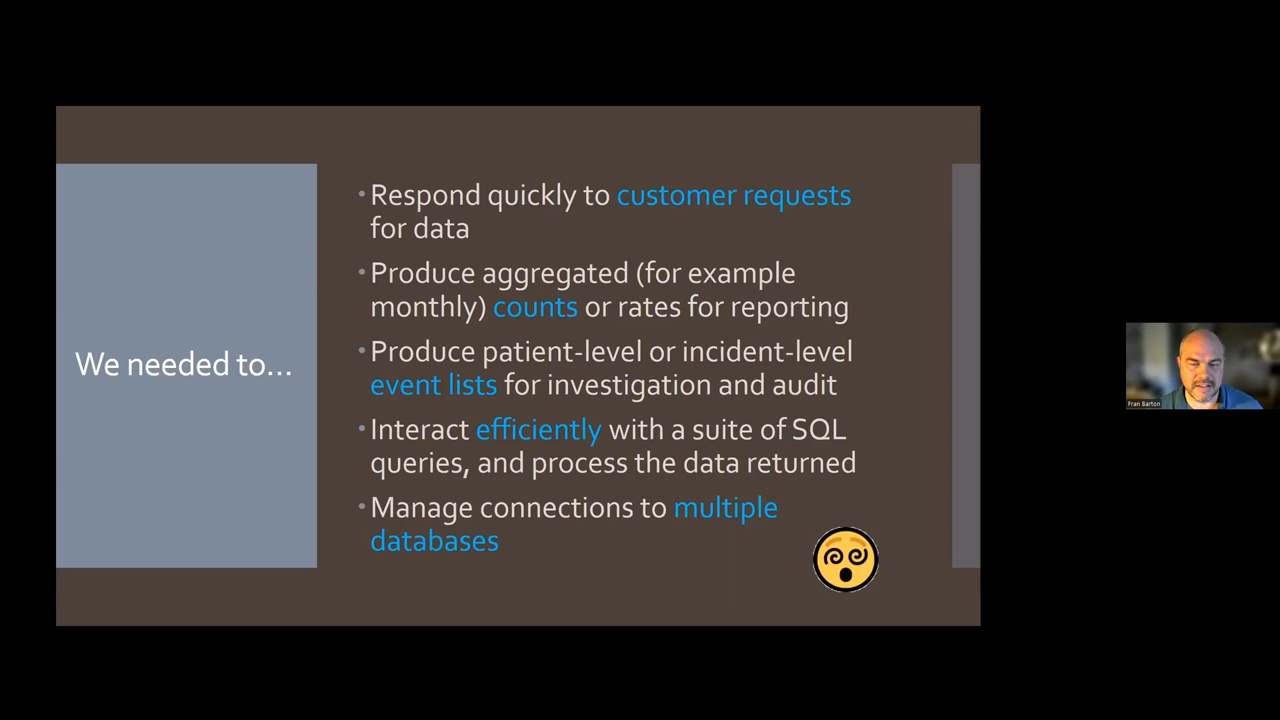 We needed to...
• Respond quickly to customer requests
for data
• Produce aggregated (for example
monthly) counts or rates for reporting
• Produce patient-level or incident-level
event lists for investigation and audit
• Interact efficiently with a suite of SQL
queries, and process the data returned
• Manage connections to multiple
databases
Fran Barton